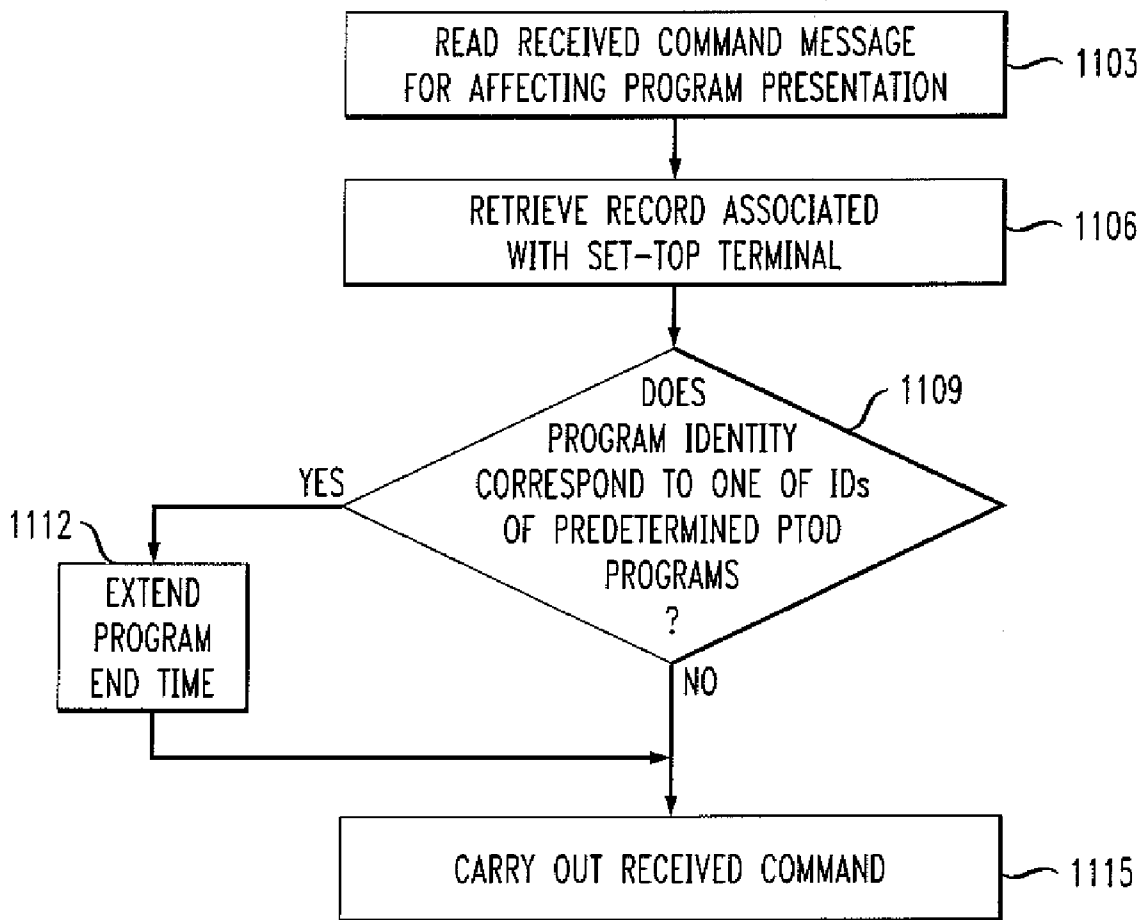 READ RECEIVED COMMAND MESSAGE
FOR AFFECTING PROGRAM PRESENTATION
1103
RETRIEVE RECORD ASSOCIATED
WITH SET-TOP TERMINAL
1106
DOES
PROGRAM IDENTITY
CORRESPOND TO ONE OF IDs
OF PREDETERMINED PTOD
PROGRAMS
?
1109
YES
1112
EXTEND
PROGRAM
END TIME
NO
CARRY OUT RECEIVED COMMAND
1115